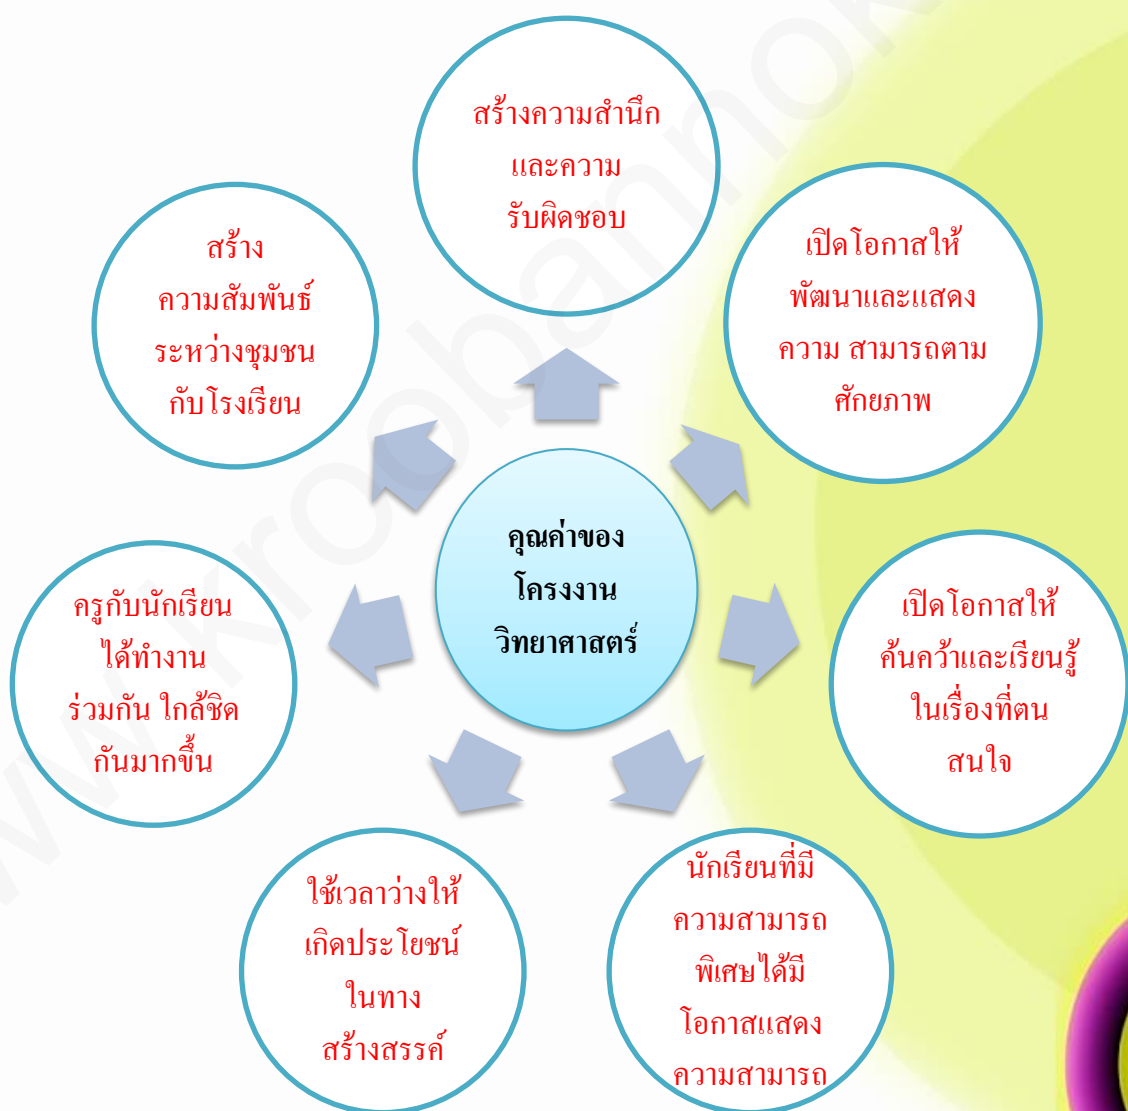 สร้างความสำนึก
และความ
รับผิดชอบ
เปิดโอกาสให้
พัฒนาและแสดง
ความ สามารถตาม
ศักยภาพ
เปิดโอกาสให้
ค้นคว้าและเรียนรู้
ในเรื่องที่ตน
สนใจ
นักเรียนที่มี
ความสามารถ
พิเศษได้มี
โอกาสแสดง
ความสามารถ
ใช้เวลาว่างให้
เกิดประโยชน์
ในทาง
สร้างสรรค์
ครูกับนักเรียน
ได้ทำงาน
ร่วมกัน ใกล้ชิด
กันมากขึ้น
สร้าง
ความสัมพันธ์
ระหว่างชุมชน
กับโรงเรียน
คุณค่าของ
โครงงาน
วิทยาศาสตร์